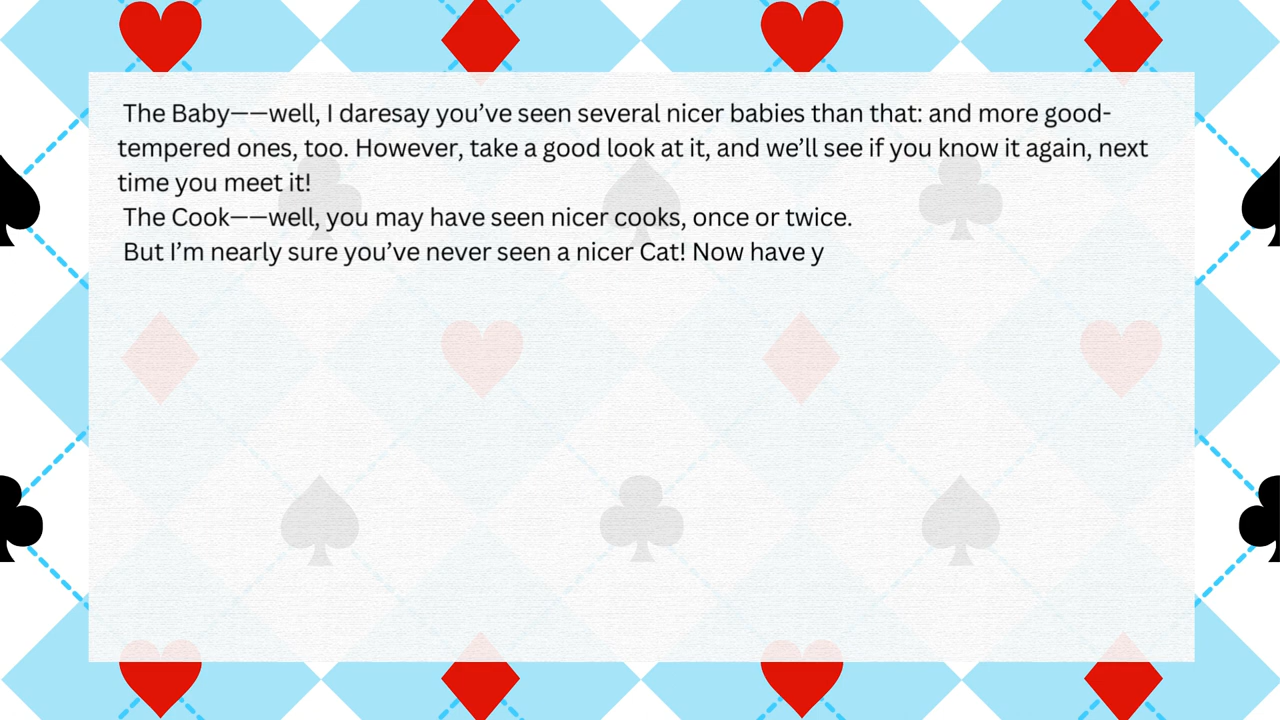 The Baby——well, I daresay you’ve seen several nicer babies than that: and more good-
tempered ones, too. However, take a good look at it, and we’ll see if you know it again, next
time you meet it!
The Cook——well, you may have seen nicer cooks, once or twice.
But I’m nearly sure you’ve never seen a nicer Cat! Now have y